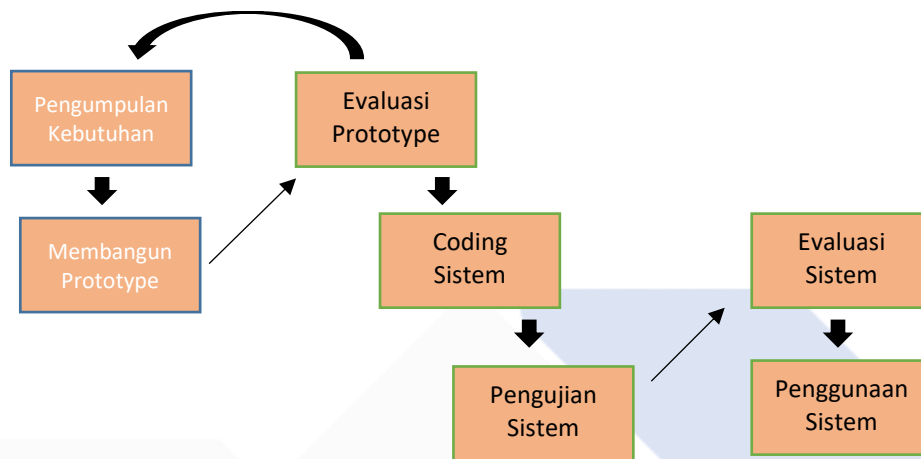 Pengumpulan
Kebutuhan
Evaluasi
Prototype
Membangun
Prototype
Coding
Sistem
Evaluasi
Sistem
Pengujian
Sistem
Penggunaan
Sistem